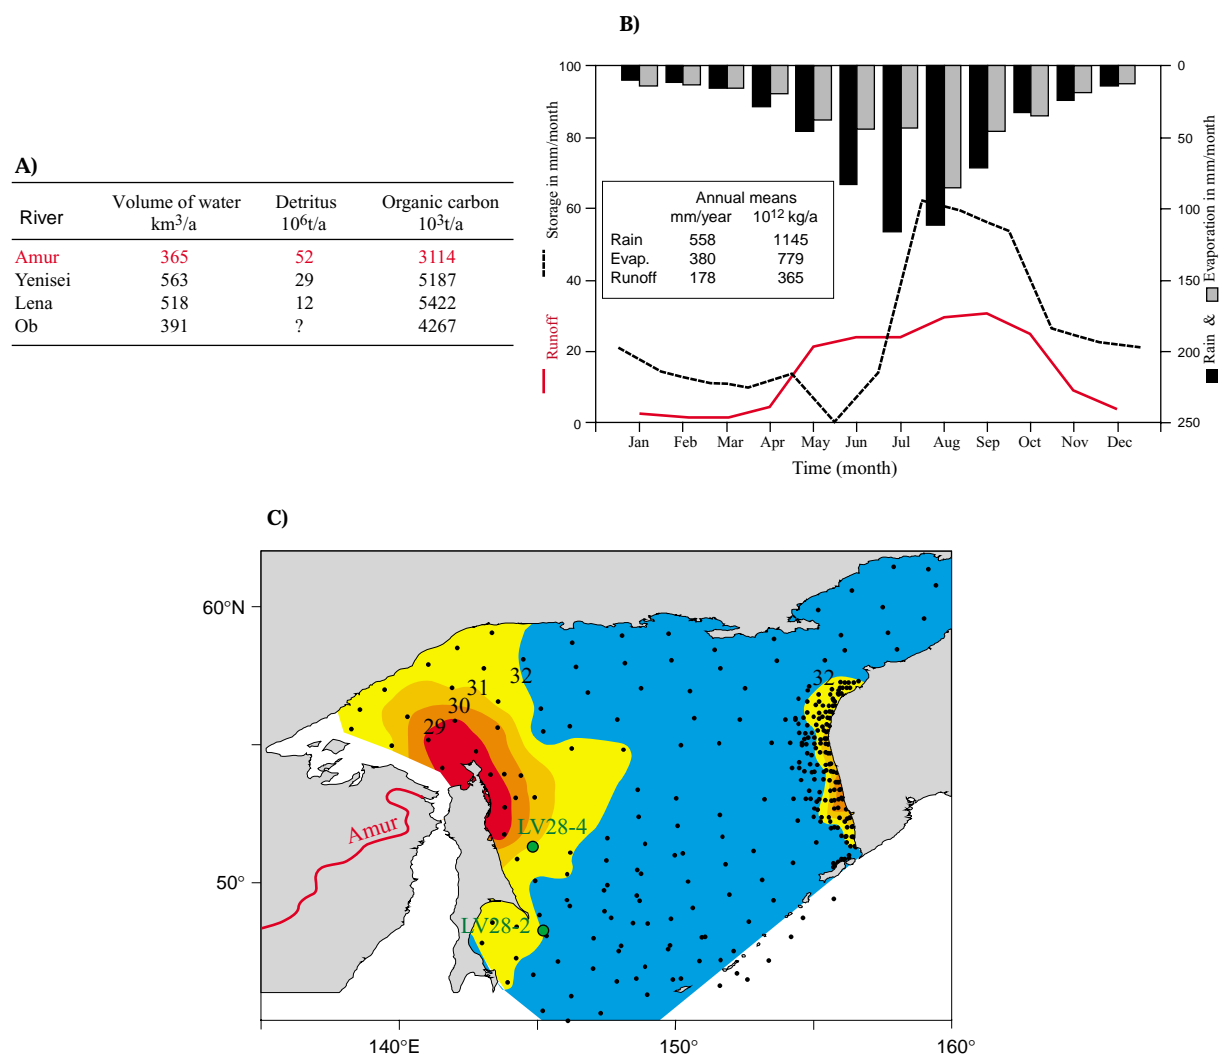 A)
River Volume of water km³/a Detritus 10⁶t/a Organic carbon 10³t/a
Amur 365 52 3114
Yenisei 563 29 5187
Lena 518 12 5422
Ob 391 ? 4267
B)
100
80
60
40
20
0
Storage in mm/month
Runoff
0
50
100
150
200
250
Rain & Evaporation in mm/month
Annual means
mm/year 10¹² kg/a
Rain 558 1145
Evap. 380 779
Runoff 178 365
Jan Feb Mar Apr May Jun Jul Aug Sep Oct Nov Dec
Time (month)
C)
60°N
50°
32
31
30
29
32
Amur
LV28-4
LV28-2
140°E 150° 160°